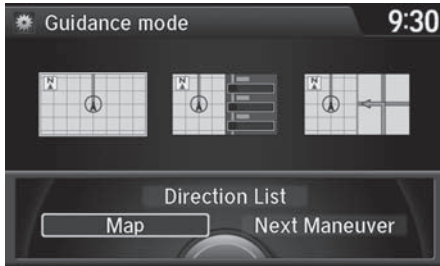 Guidance mode
9:30
N
N
N
Direction List
Map
Next Maneuver